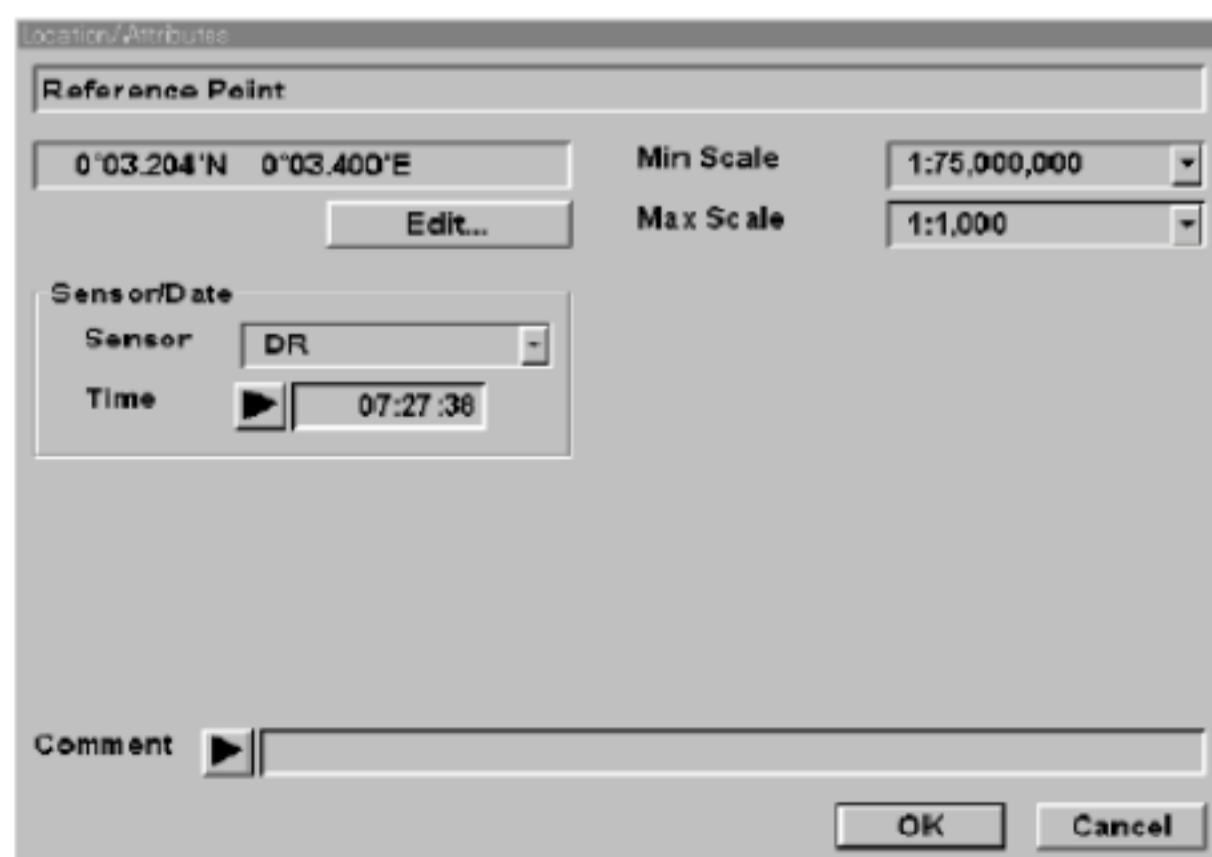 Location/Attributes
Reference Point
0°03.204'N 0°03.400'E
Min Scale 1:75,000,000
Edit...
Max Scale 1:1,000
Sensor/Date
Sensor DR
Time 07:27:38
Comment
OK Cancel